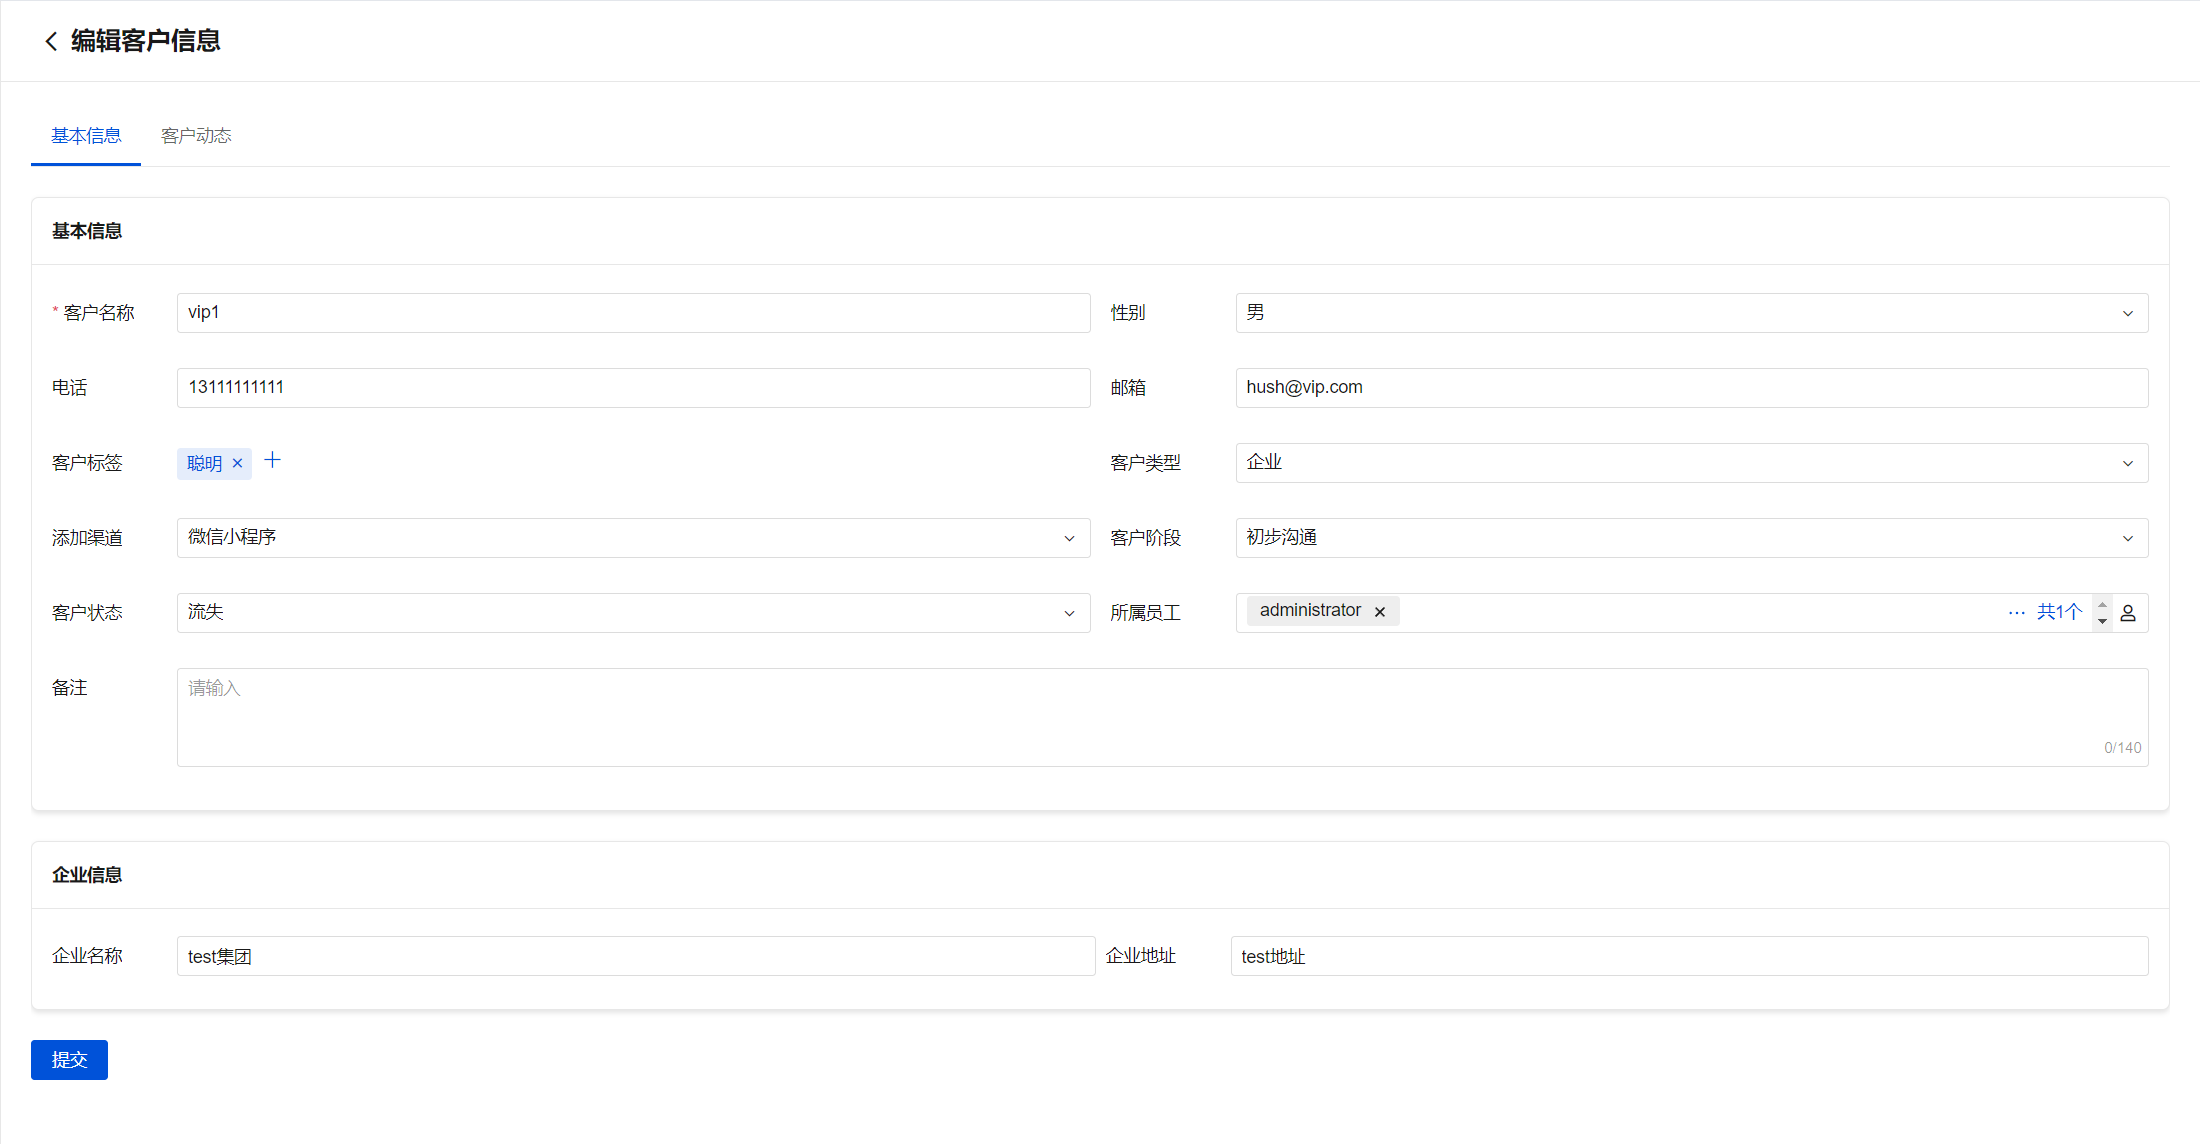 编辑客户信息
基本信息 客户动态
基本信息
* 客户名称 vip1 性别 男
电话 13111111111 邮箱 hush@vip.com
客户标签 聪明 × + 客户类型 企业
添加渠道 微信小程序 客户阶段 初步沟通
客户状态 流失 所属员工 administrator × ··· 共1个
备注 请输入
0/140
企业信息
企业名称 test集团 企业地址 test地址
提交